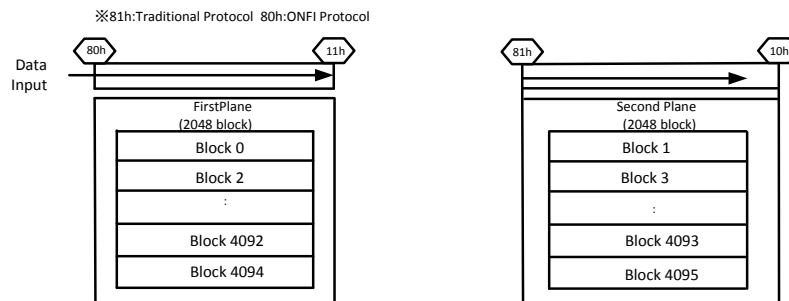 ※81h:Traditional Protocol 80h:ONFI Protocol
80h
11h
81h
10h
Data
Input
FirstPlane
(2048 block)
Block 0
Block 2
:
Block 4092
Block 4094
Second Plane
(2048 block)
Block 1
Block 3
:
Block 4093
Block 4095